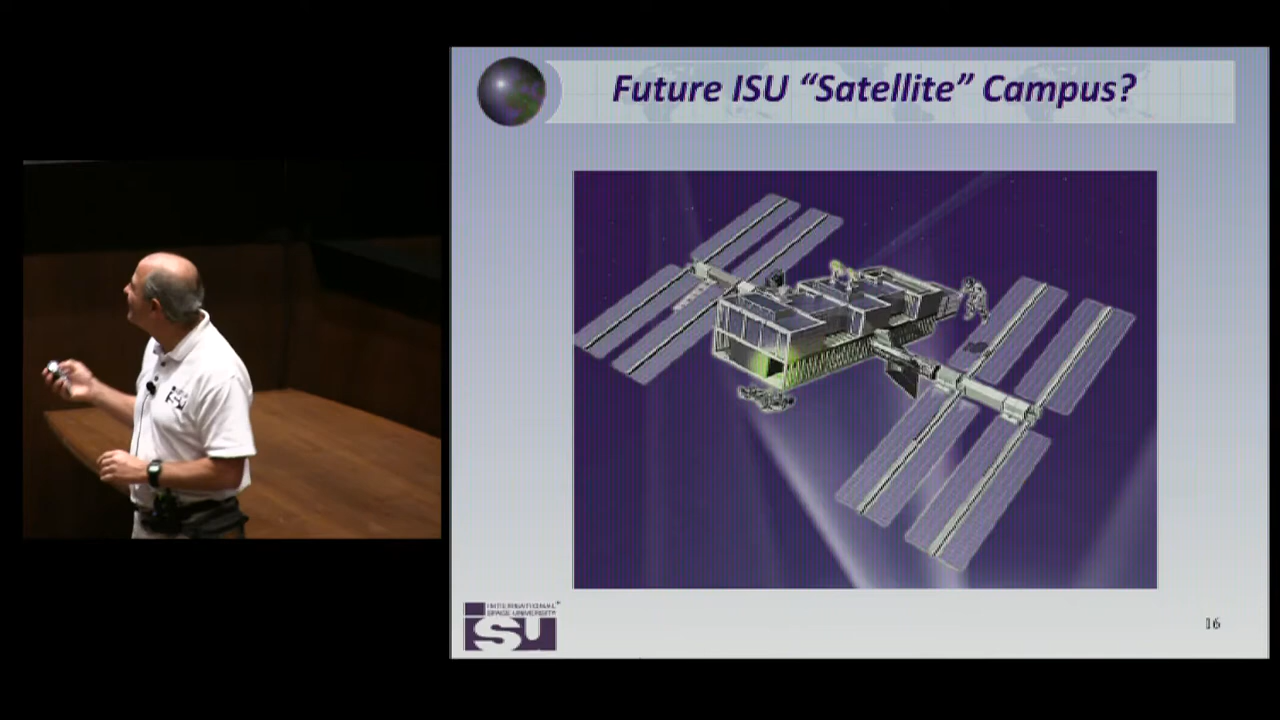 Future ISU “Satellite” Campus?
INTERNATIONAL
SPACE UNIVERSITY
isu
16